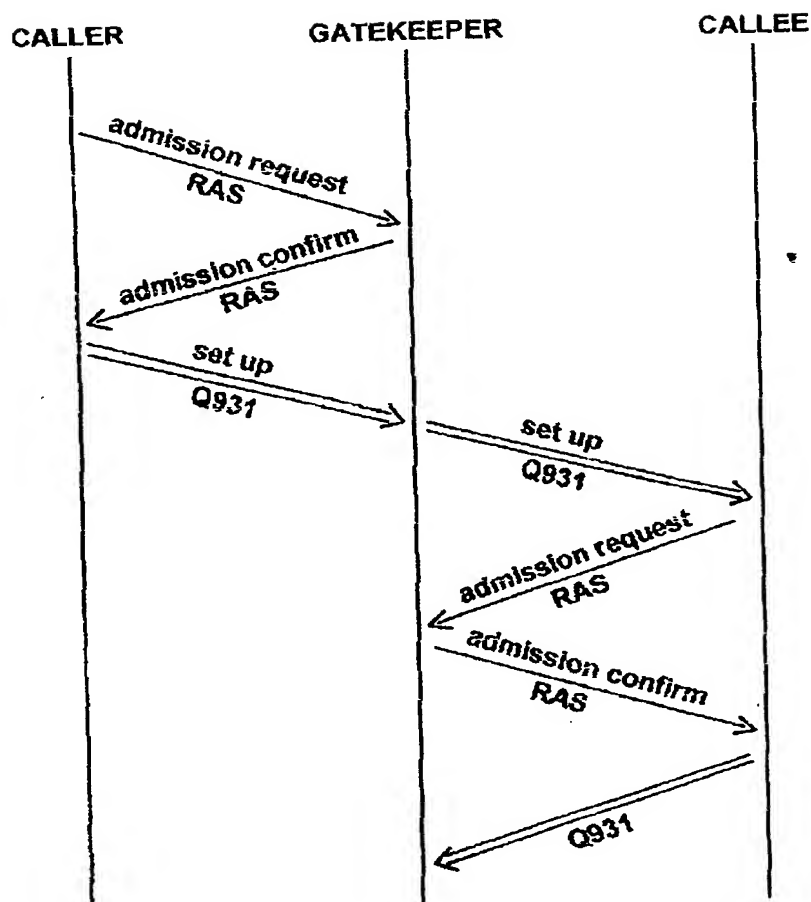 CALLER GATEKEEPER CALLEE
admission request
RAS
admission confirm
RAS
set up
Q931
set up
Q931
admission request
RAS
admission confirm
RAS
Q931